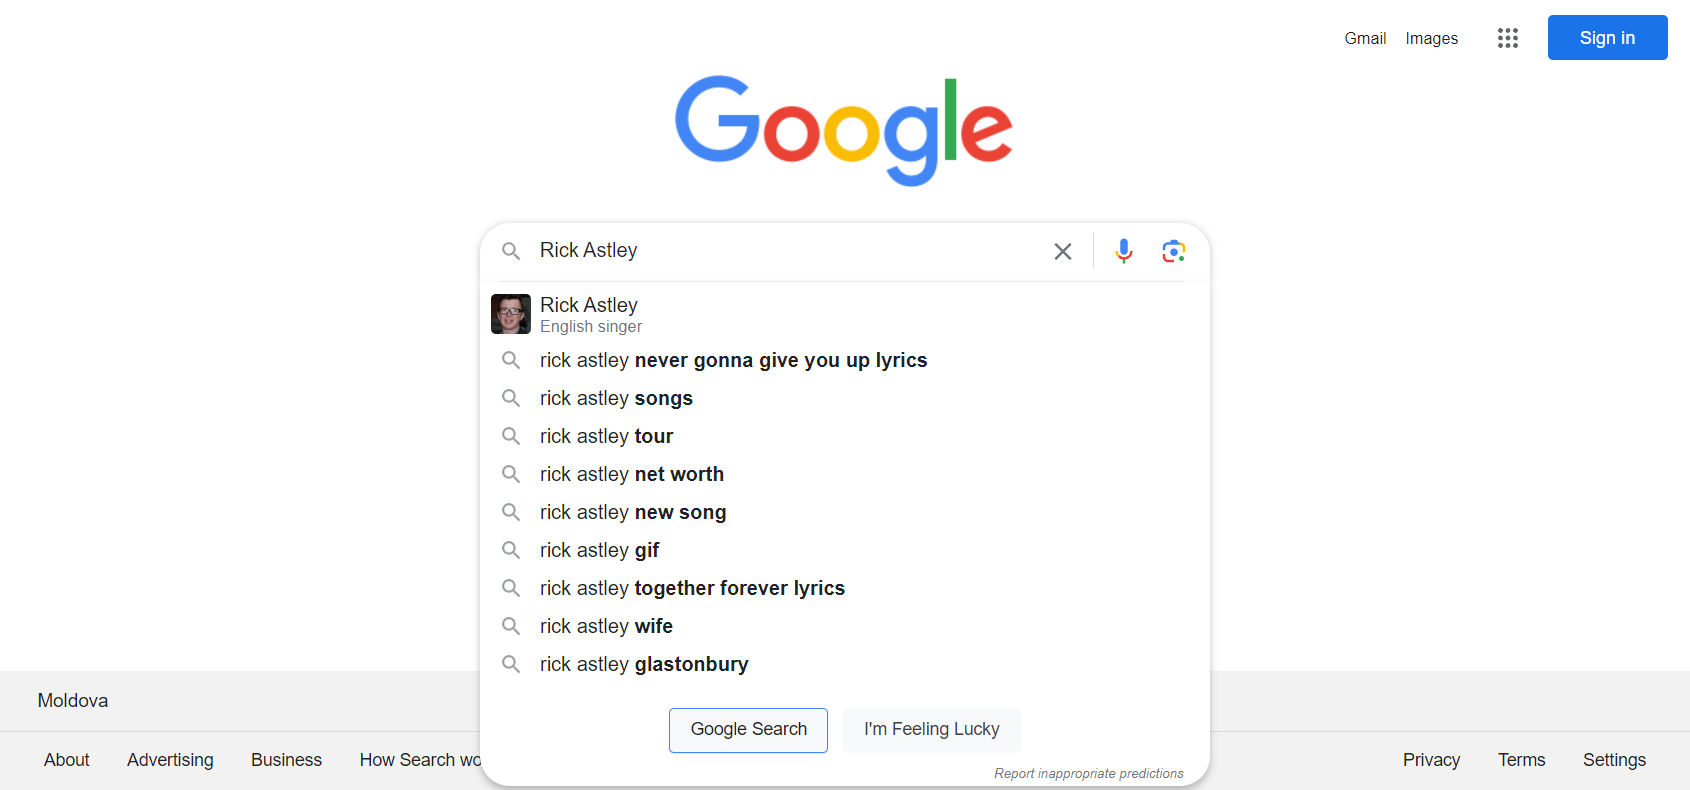 Gmail Images Sign in
Google
Rick Astley
Rick Astley
English singer
rick astley never gonna give you up lyrics
rick astley songs
rick astley tour
rick astley net worth
rick astley new song
rick astley gif
rick astley together forever lyrics
rick astley wife
rick astley glastonbury
Moldova
Google Search I'm Feeling Lucky
About Advertising Business How Search wo Privacy Terms Settings
Report inappropriate predictions